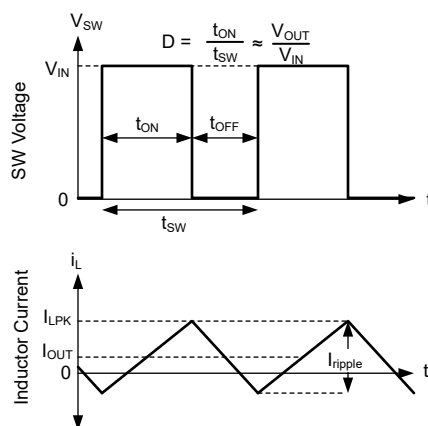 V_SW
D = t_ON / t_SW ≈ V_OUT / V_IN
V_IN
SW Voltage
t_ON
t_OFF
0
t
t_SW
i_L
Inductor Current
I_LPK
I_OUT
I_ripple
0
t